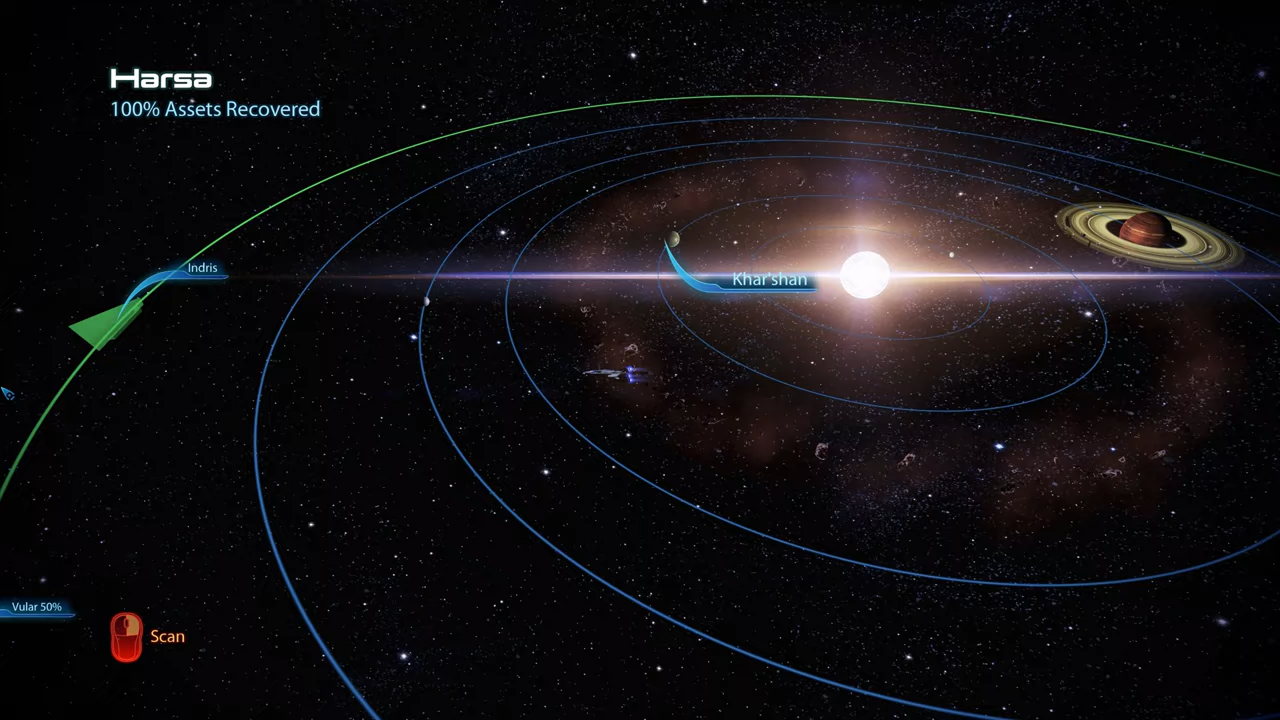 Harsa
100% Assets Recovered
Indris
Khar'shan
Vular 50%
Scan